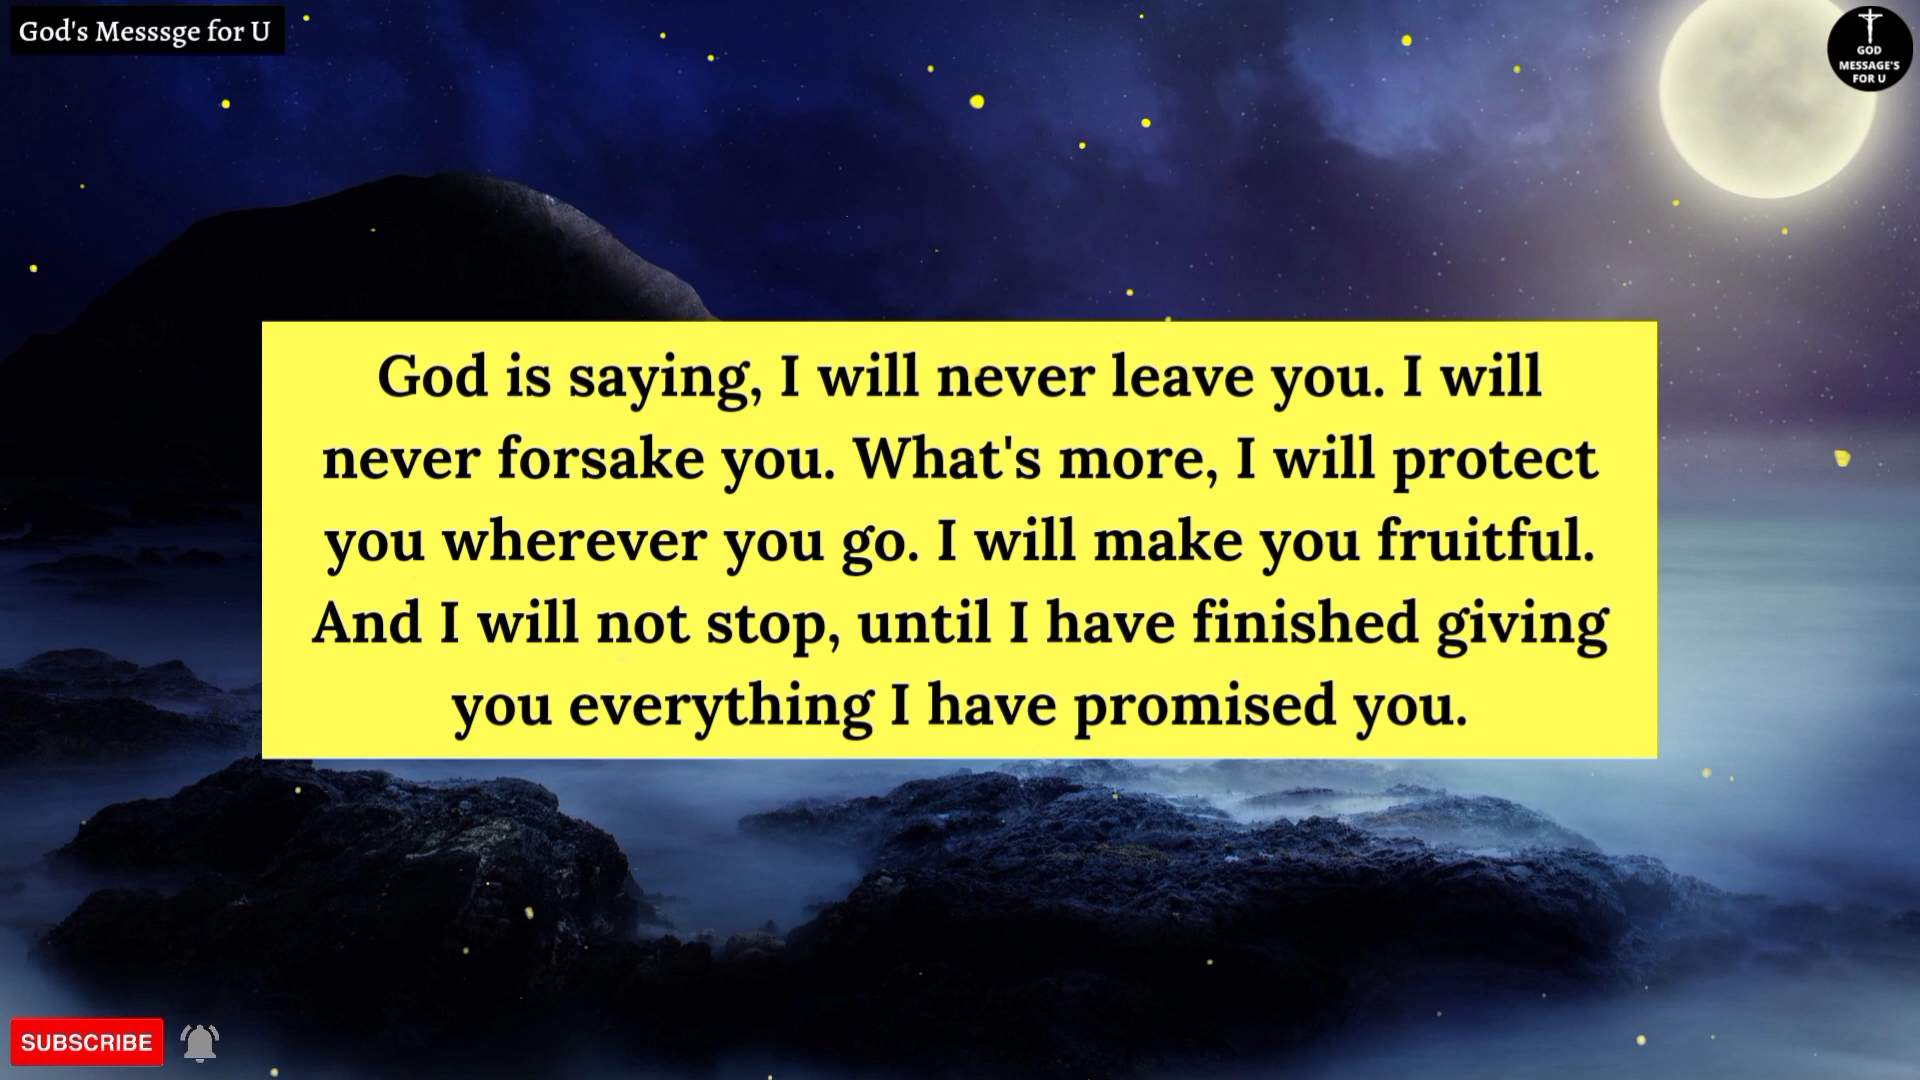 God's Messsge for U
GOD
MESSAGE'S
FOR U
God is saying, I will never leave you. I will
never forsake you. What's more, I will protect
you wherever you go. I will make you fruitful.
And I will not stop, until I have finished giving
you everything I have promised you.
SUBSCRIBE